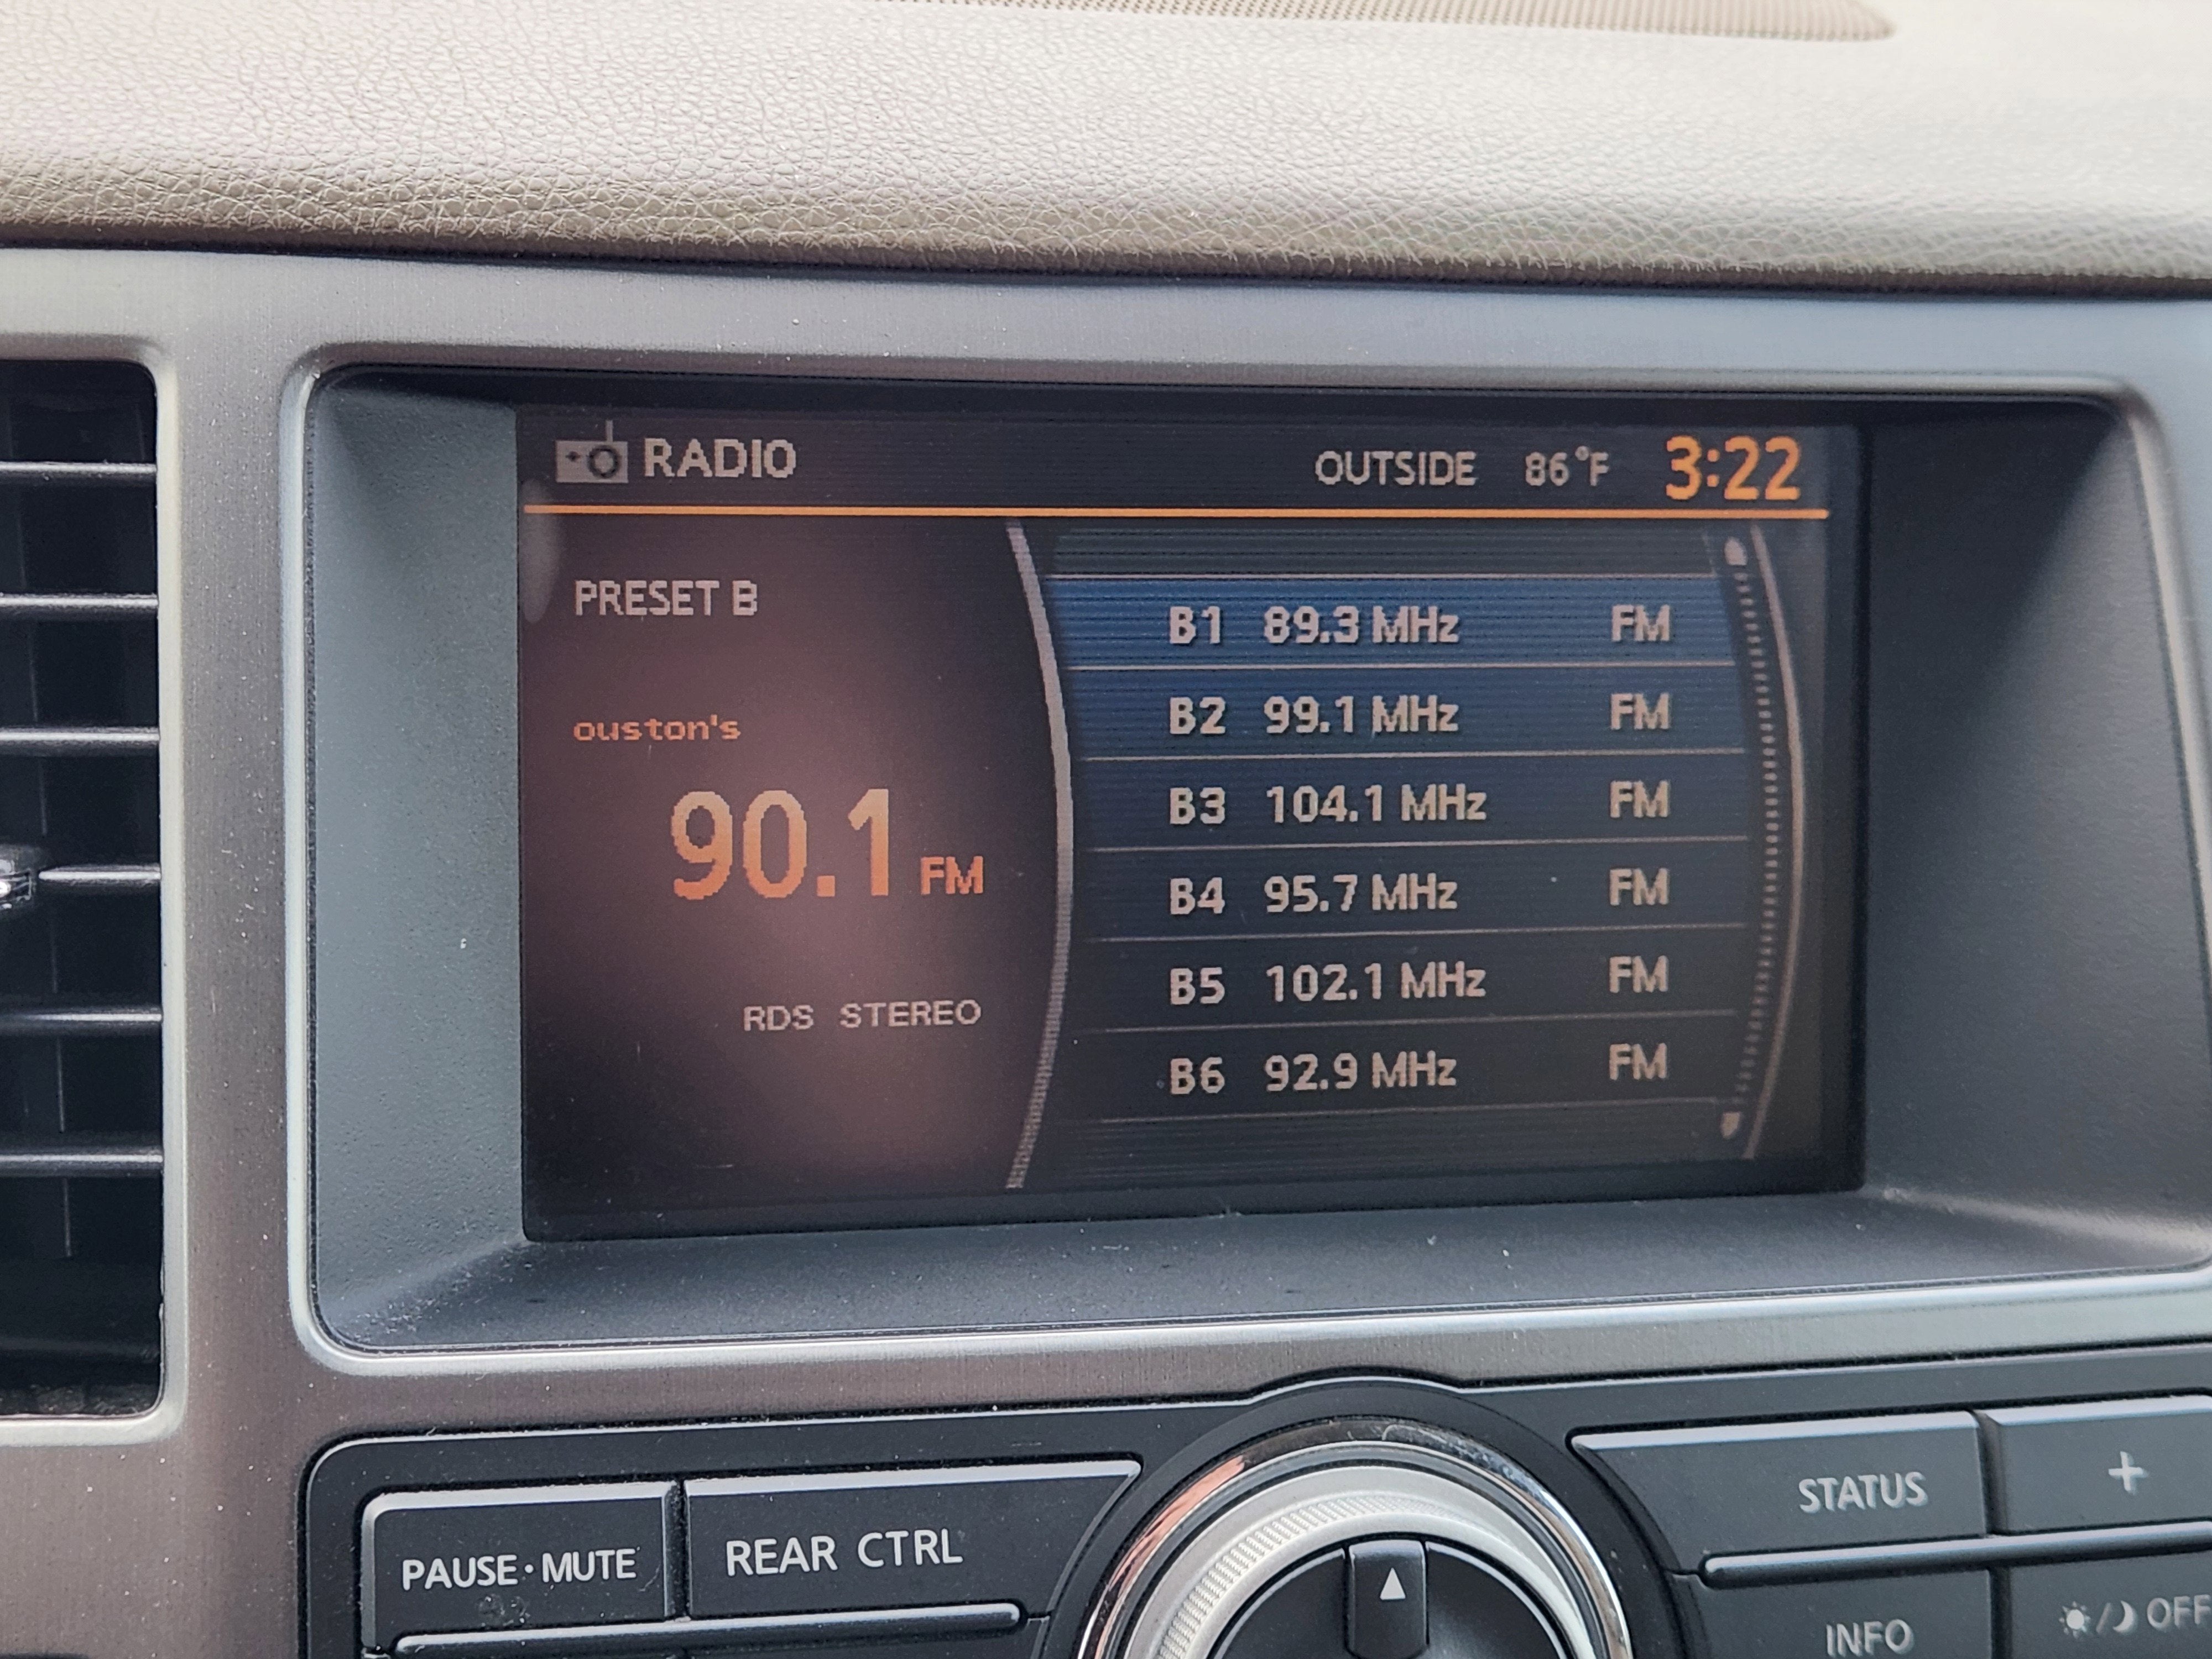 RADIO OUTSIDE 86°F 3:22
PRESET B
ouston's
90.1 FM
RDS STEREO
B1 89.3 MHz FM
B2 99.1 MHz FM
B3 104.1 MHz FM
B4 95.7 MHz FM
B5 102.1 MHz FM
B6 92.9 MHz FM
PAUSE·MUTE REAR CTRL STATUS +
INFO OFF